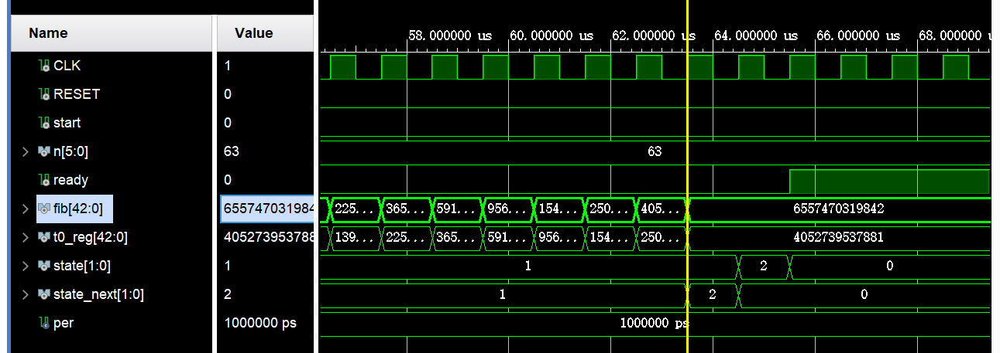 Name Value
58.000000 us 60.000000 us 62.000000 us 64.000000 us 66.000000 us 68.000000
CLK 1
RESET 0
start 0
n[5:0] 63 63
ready 0
fib[42:0] 6557470319842 225... 365... 591... 956... 154... 250... 405... 6557470319842
t0_reg[42:0] 4052739537881 139... 225... 365... 591... 956... 154... 250... 4052739537881
state[1:0] 1 1 2 0
state_next[1:0] 2 1 2 0
per 1000000 ps 1000000 ps